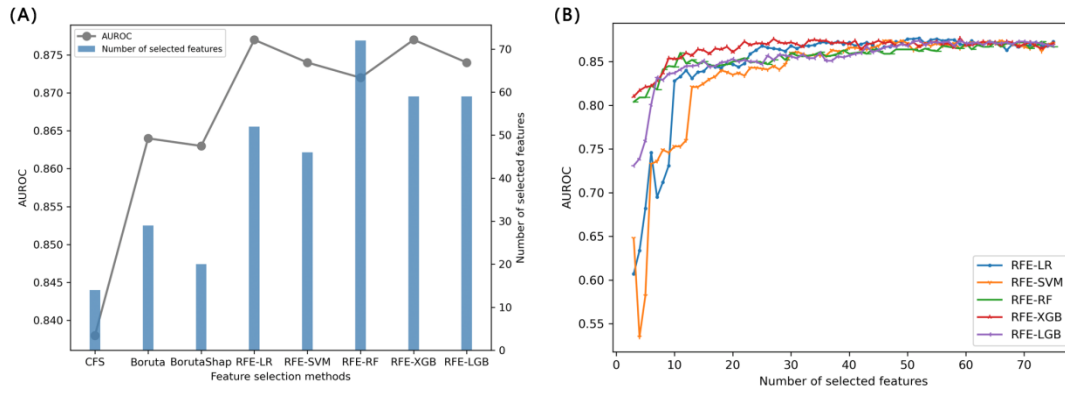 (A)
AUROC
Number of selected features
0.875
0.870
0.865
0.860
0.855
0.850
0.845
0.840
AUROC
70
60
50
40
30
20
10
0
Number of selected features
CFS
Boruta
BorutaShap
RFE-LR
RFE-SVM
RFE-RF
RFE-XGB
RFE-LGB
Feature selection methods
(B)
0.85
0.80
0.75
0.70
0.65
0.60
0.55
AUROC
RFE-LR
RFE-SVM
RFE-RF
RFE-XGB
RFE-LGB
0
10
20
30
40
50
60
70
Number of selected features